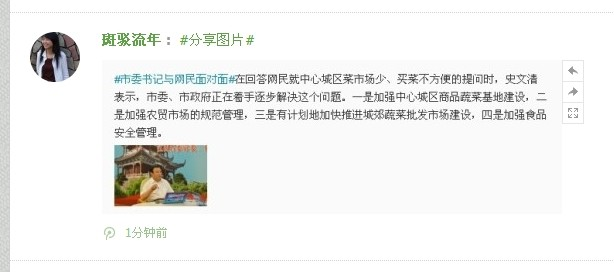 斑驳流年：#分享图片#
#市委书记与网民面对面#在回答网民就中心城区菜市场少、买菜不方便的提问时，史文清
表示，市委、市政府正在着手逐步解决这个问题。一是加强中心城区商品蔬菜基地建设，二
是加强农贸市场的规范管理，三是有计划地加快推进城郊蔬菜批发市场建设，四是加强食品
安全管理。
1分钟前